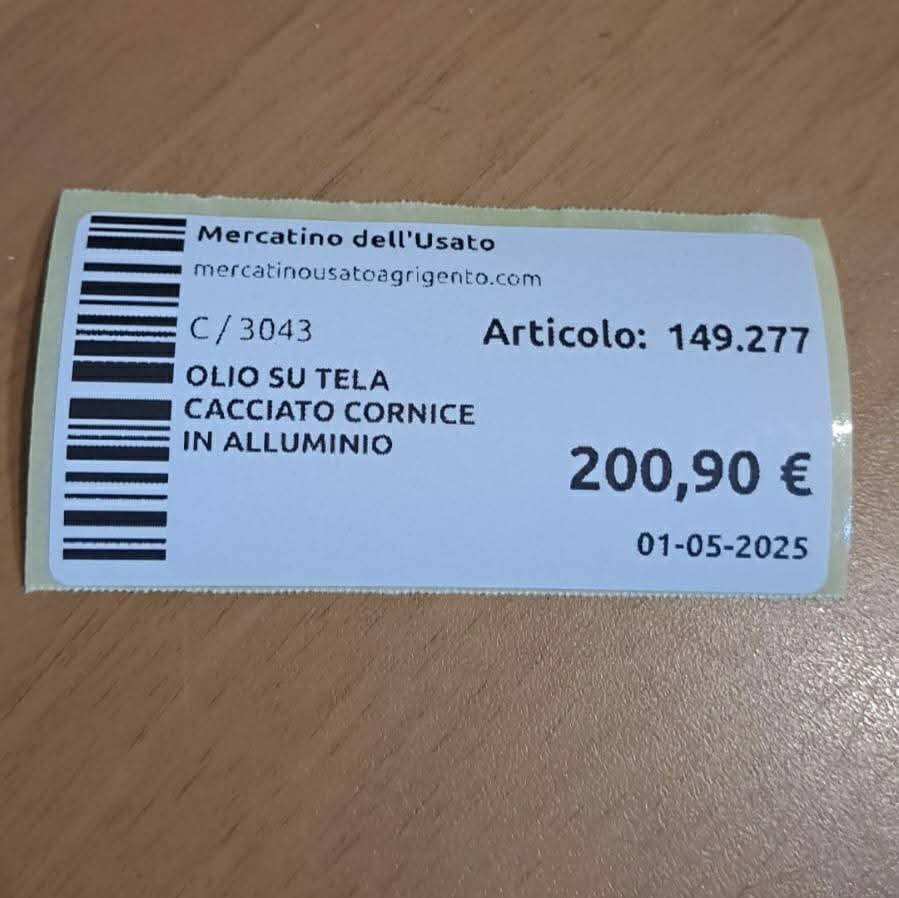 Mercatino dell'Usato
mercatinousatoagrigento.com
C / 3043
Articolo: 149.277
OLIO SU TELA
CACCIATO CORNICE
IN ALLUMINIO
200,90 €
01-05-2025